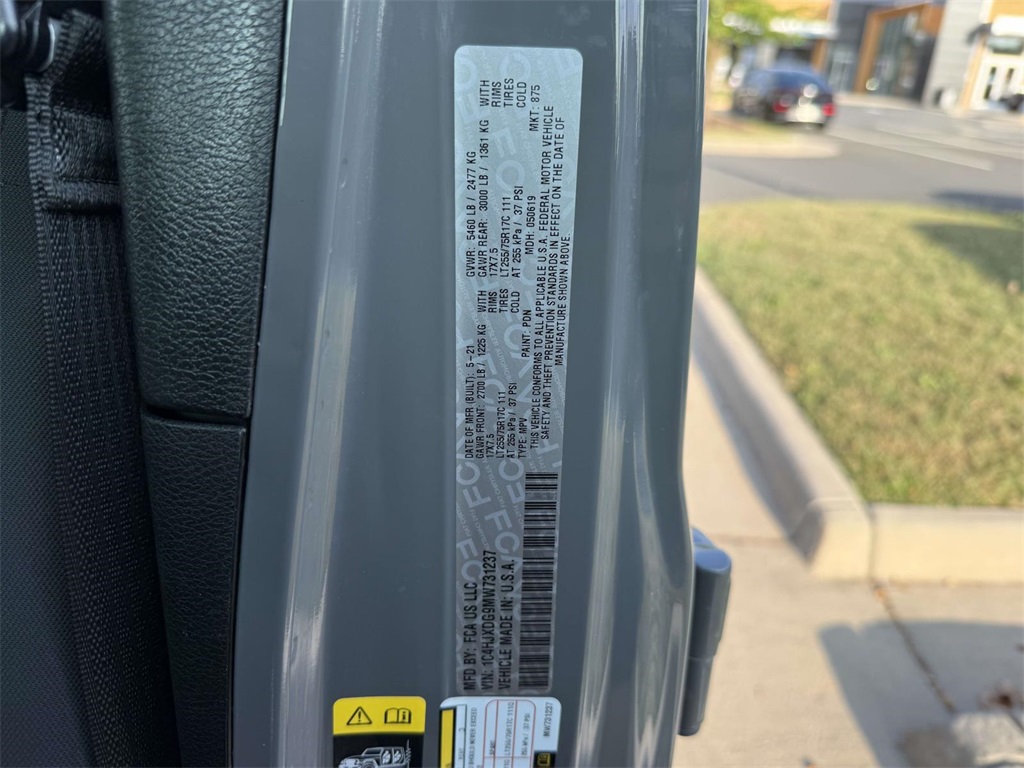 MFD BY: FCA US LLC
VIN: 1C4HJXDG9MW731237
VEHICLE MADE IN: U.S.A.
DATE OF MFR (BUILT): 5-21 GVWR: 5460 LB / 2477 KG
GAWR FRONT: 2700 LB / 1225 KG WITH GAWR REAR: 3000 LB / 1361 KG WITH
17X7.5 RIMS 17X7.5 RIMS
LT255/75R17C 111 TIRES LT255/75R17C 111 TIRES
AT 255 kPa / 37 PSI COLD AT 255 kPa / 37 PSI COLD
TYPE: MPV PAINT: PDN MDH: 050619 MKT: 875
THIS VEHICLE CONFORMS TO ALL APPLICABLE U.S.A. FEDERAL MOTOR VEHICLE
SAFETY AND THEFT PREVENTION STANDARDS IN EFFECT ON THE DATE OF
MANUFACTURE SHOWN ABOVE.
MW731237